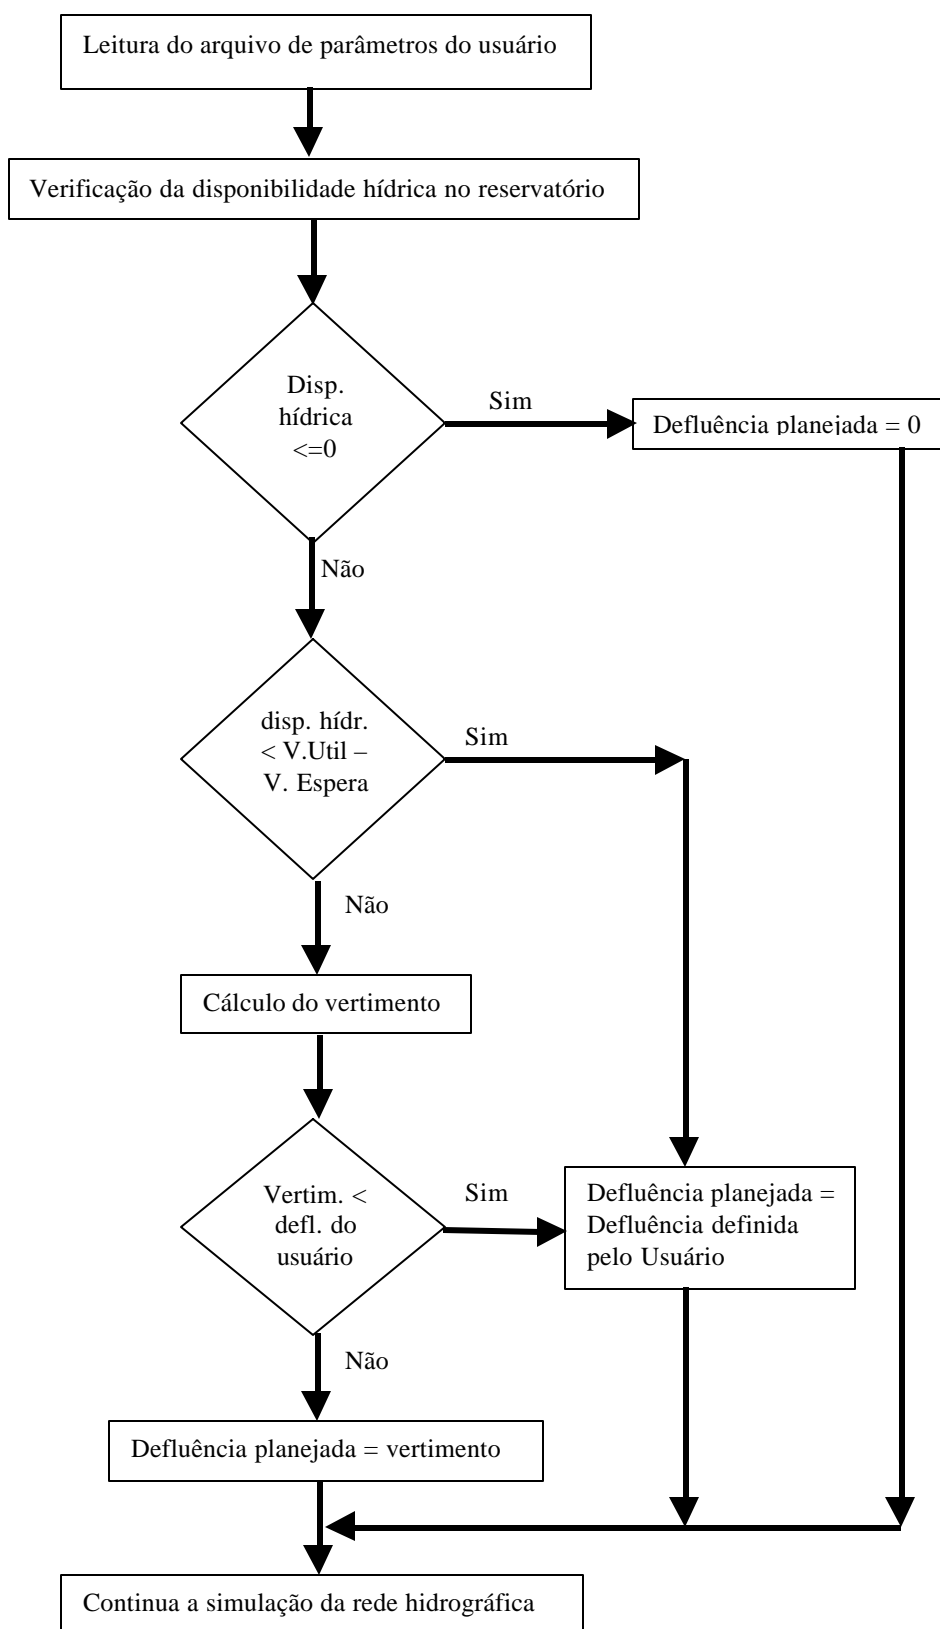 Leitura do arquivo de parâmetros do usuário
Verificação da disponibilidade hídrica no reservatório
Disp.
hídrica
<=0
Sim
Defluência planejada = 0
Não
disp. hídr.
< V.Util –
V. Espera
Sim
Não
Cálculo do vertimento
Vertim. <
defl. do
usuário
Sim
Defluência planejada =
Defluência definida
pelo Usuário
Não
Defluência planejada = vertimento
Continua a simulação da rede hidrográfica